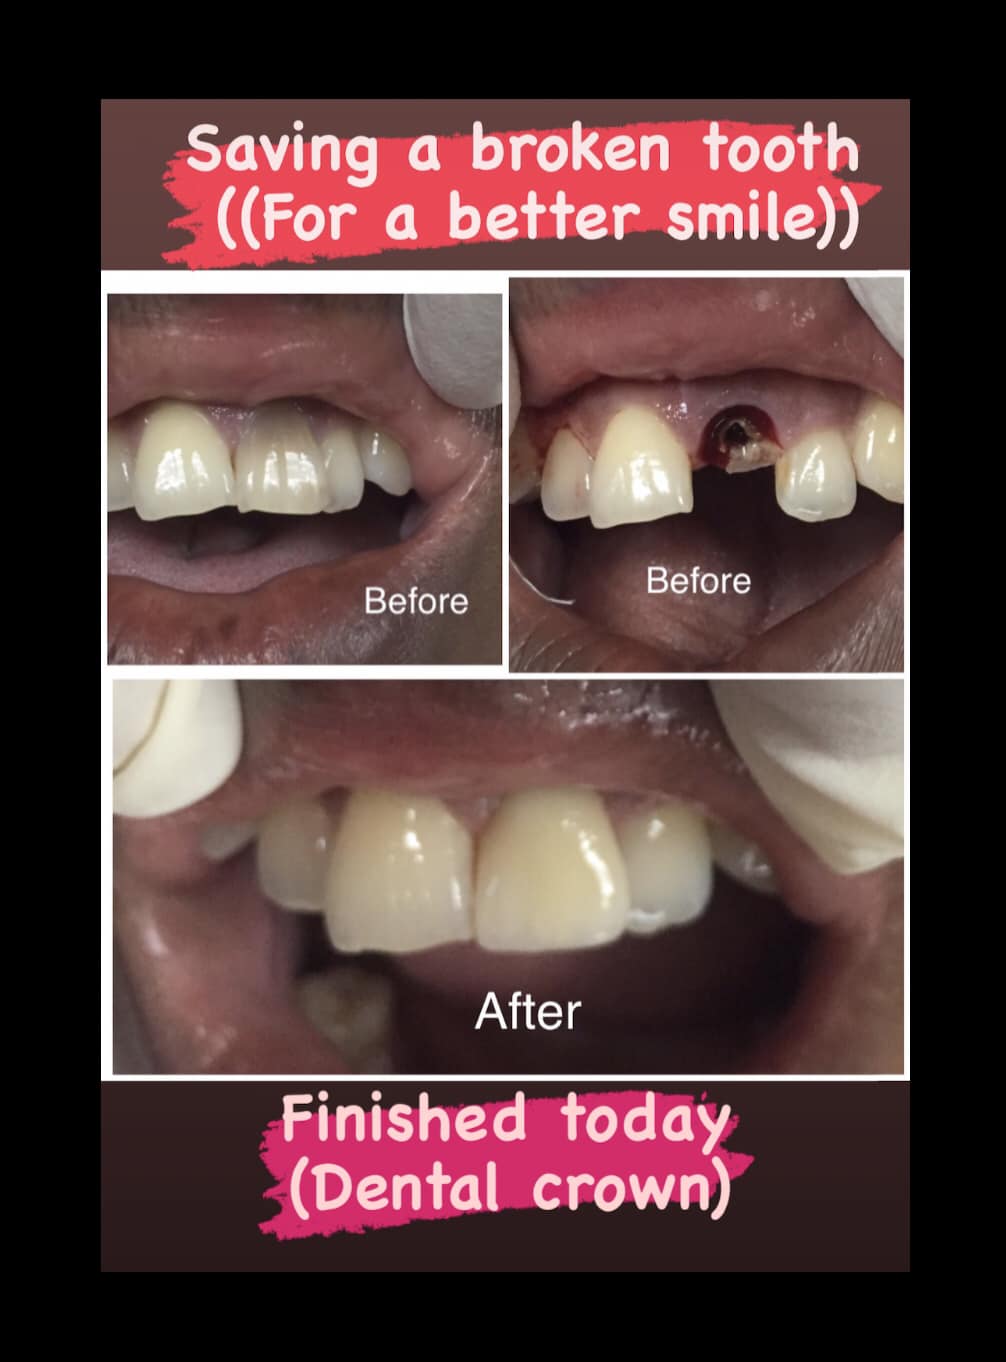 Saving a broken tooth
((For a better smile))
Before
Before
After
Finished today
(Dental crown)